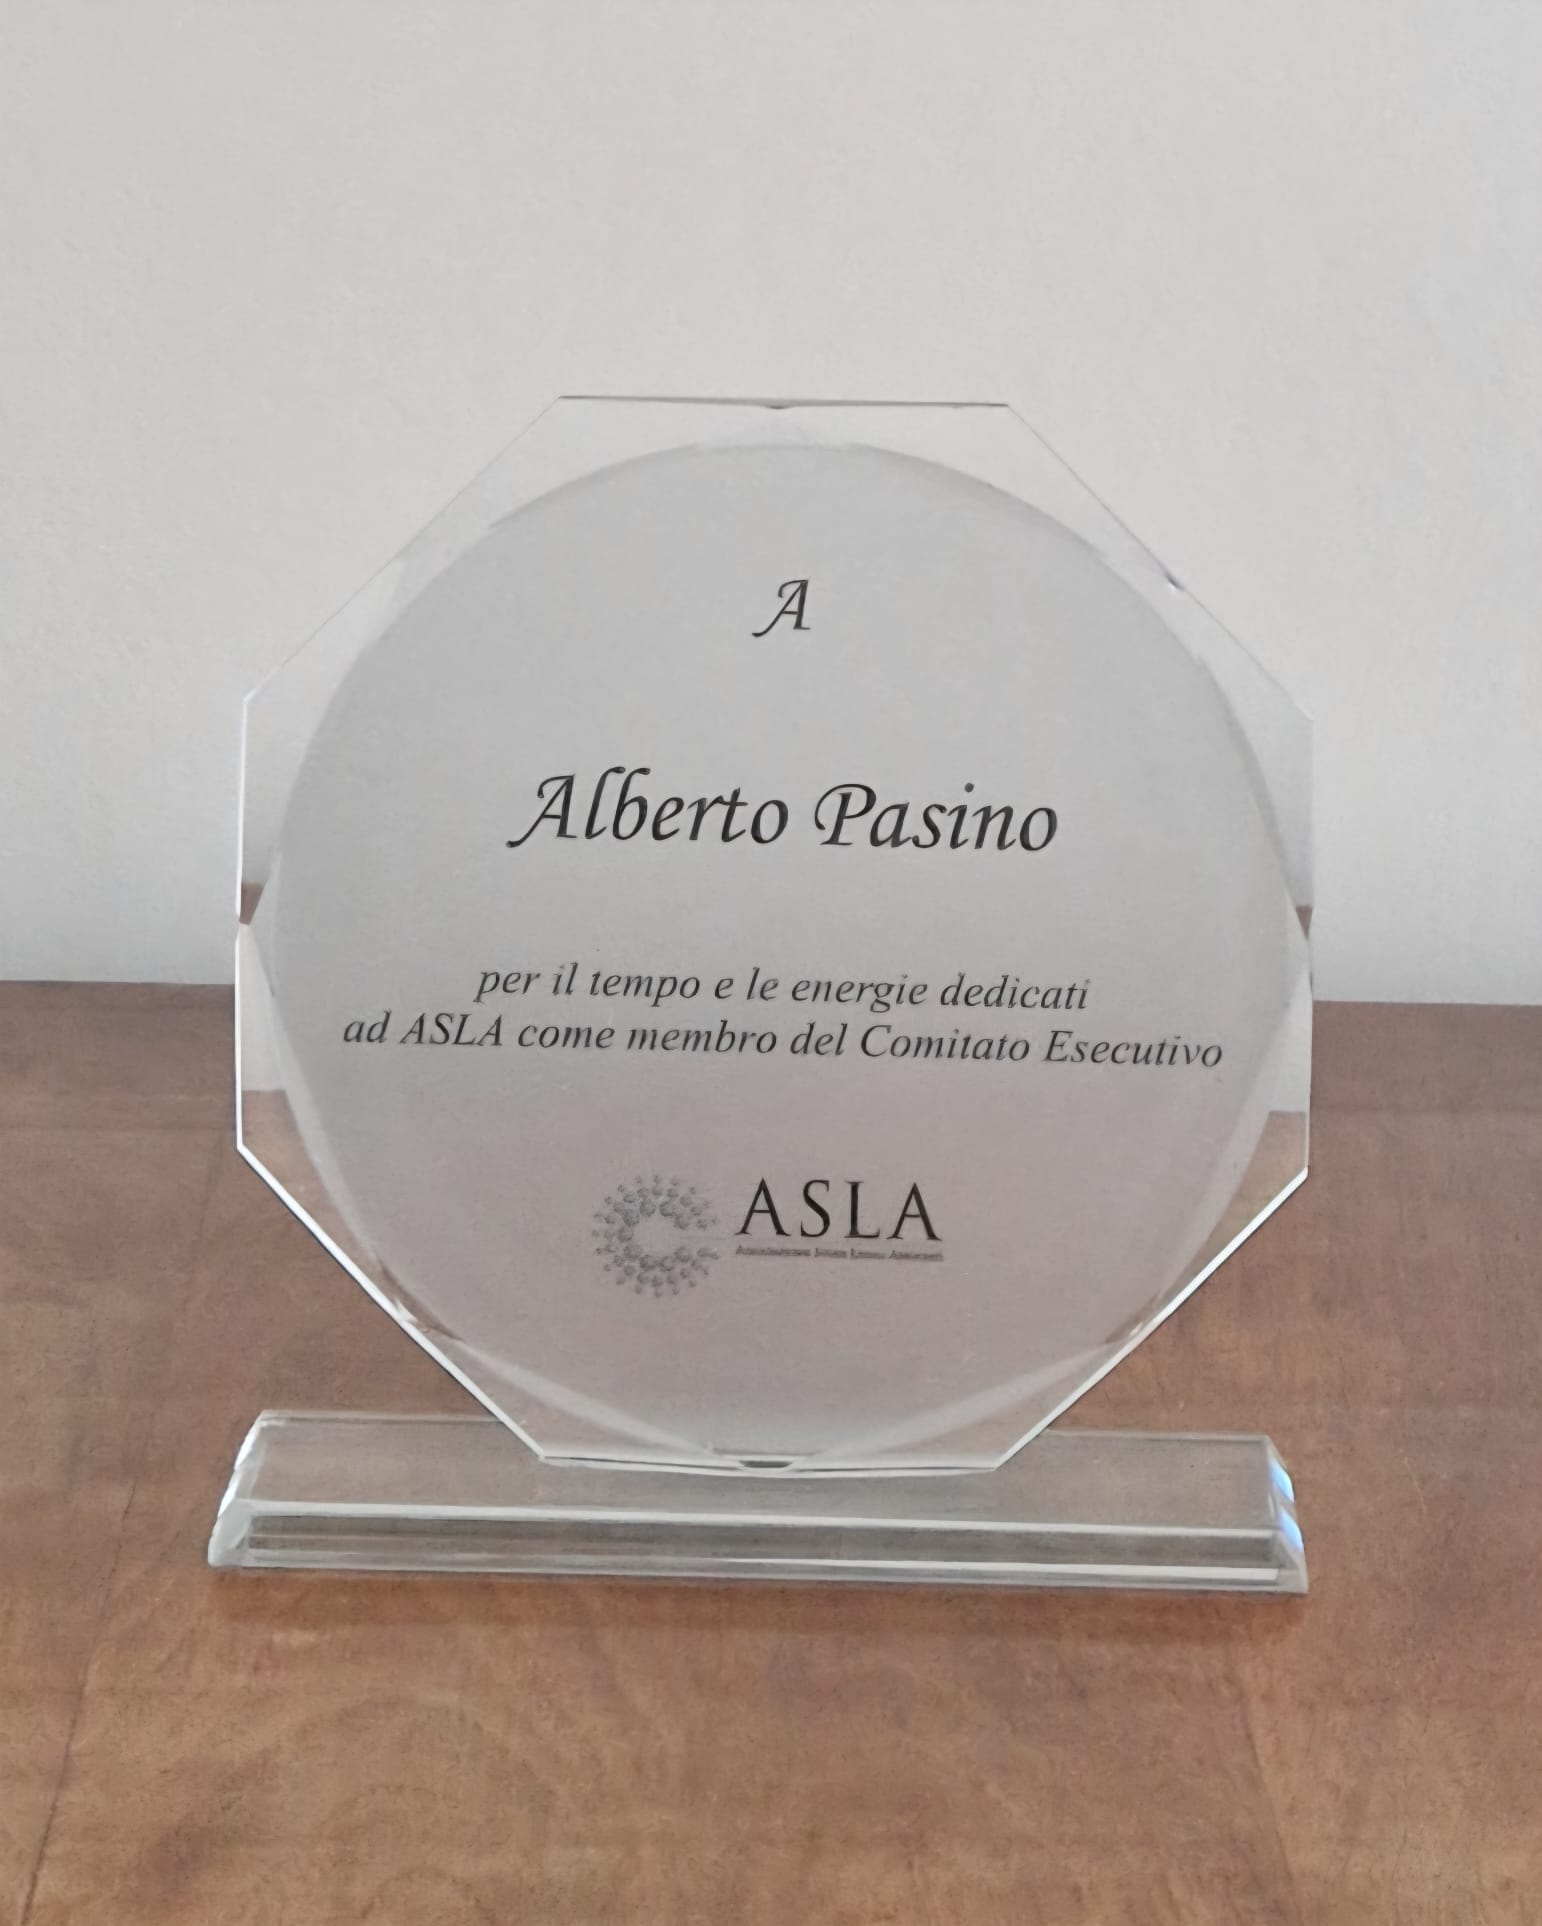 A
Alberto Pasino
per il tempo e le energie dedicati
ad ASLA come membro del Comitato Esecutivo
ASLA